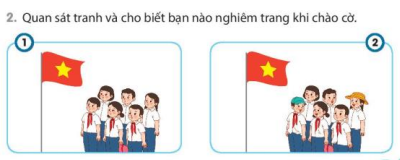 2. Quan sát tranh và cho biết bạn nào nghiêm trang khi chào cờ.
1
2